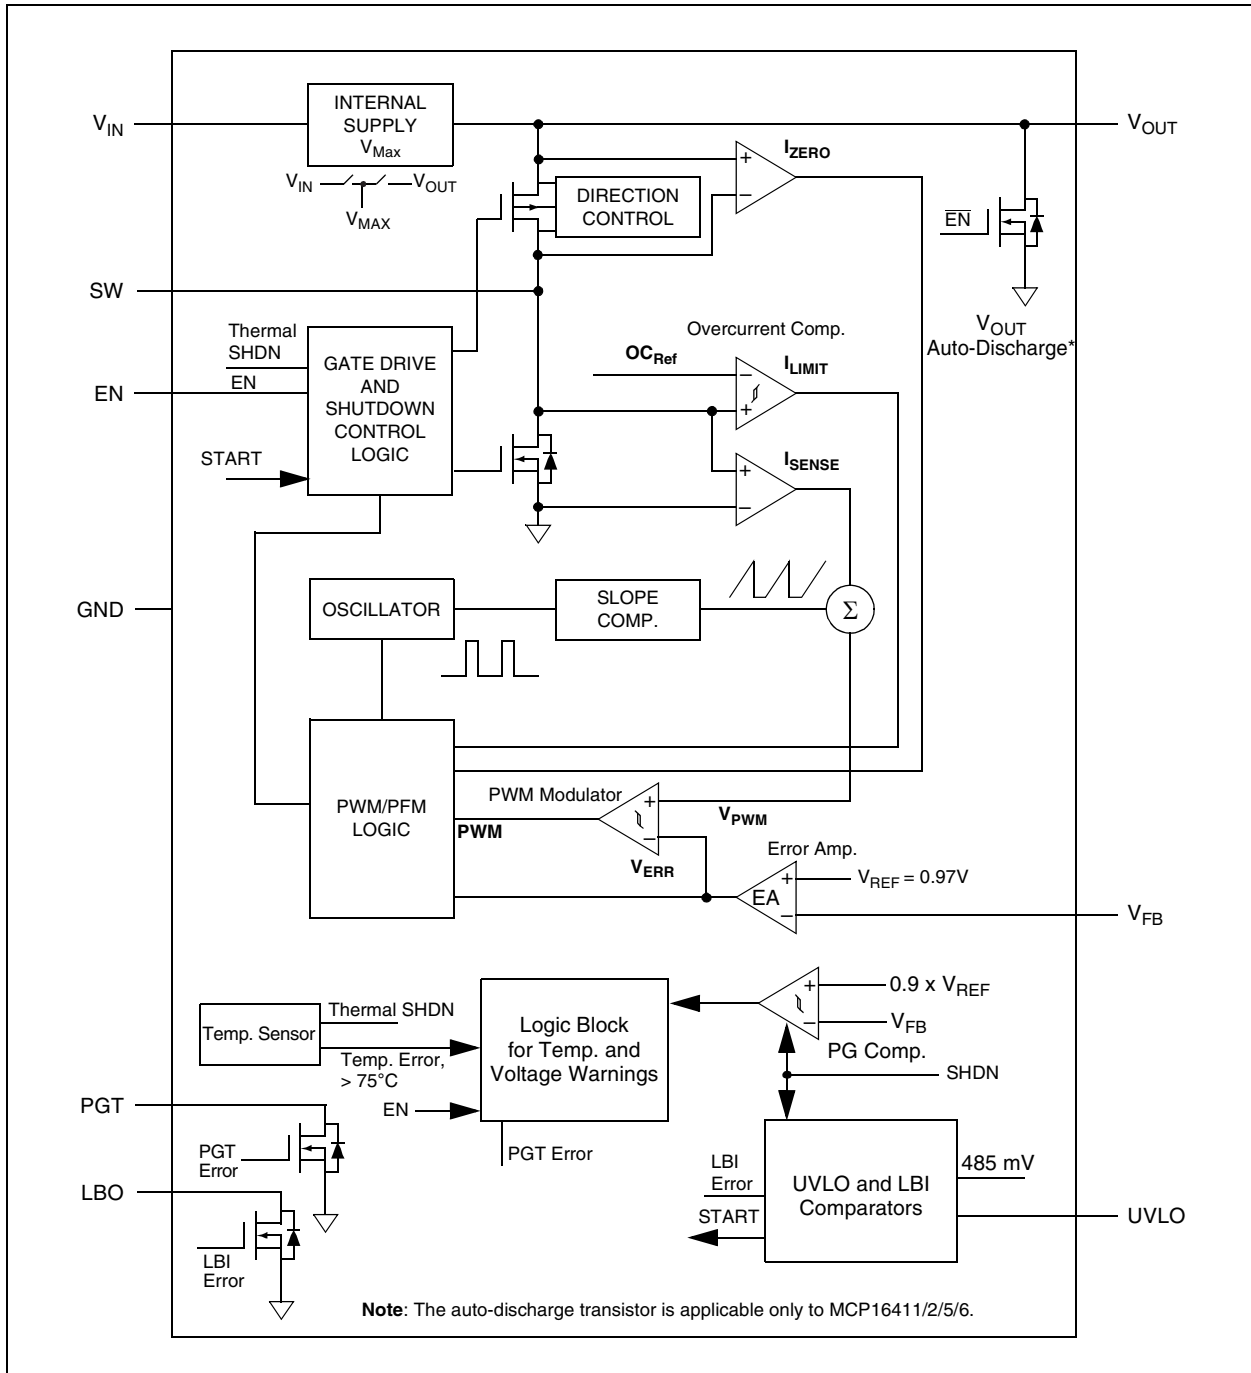 INTERNAL
SUPPLY
VMax
VIN
VOUT
VIN
VOUT
VMAX
IZERO
+
−
DIRECTION
CONTROL
EN
VOUT
Auto-Discharge*
SW
Thermal
SHDN
EN
EN
START
GATE DRIVE
AND
SHUTDOWN
CONTROL
LOGIC
Overcurrent Comp.
OCRef
ILIMIT
−
+
ISENSE
+
−
GND
OSCILLATOR
SLOPE
COMP.
Σ
PWM/PFM
LOGIC
PWM Modulator
PWM
+
−
VPWM
VERR
Error Amp.
EA
+
−
VREF = 0.97V
VFB
Temp. Sensor
Thermal SHDN
Temp. Error,
> 75°C
EN
Logic Block
for Temp. and
Voltage Warnings
PGT Error
+
−
0.9 x VREF
VFB
PG Comp.
SHDN
PGT
PGT
Error
LBO
LBI
Error
LBI
Error
START
UVLO and LBI
Comparators
485 mV
UVLO
Note: The auto-discharge transistor is applicable only to MCP16411/2/5/6.